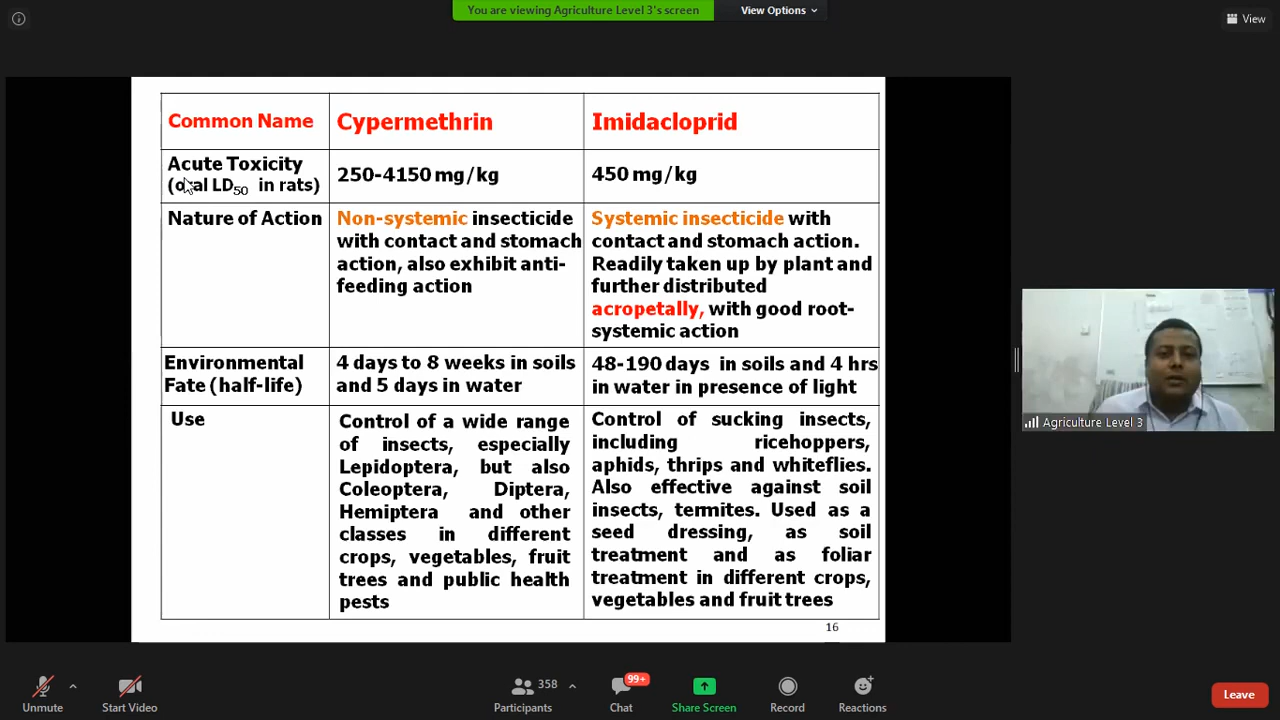 You are viewing Agriculture Level 3's screen
View Options
View
Common Name
Cypermethrin
Imidacloprid
Acute Toxicity
(oral LD50 in rats)
250-4150 mg/kg
450 mg/kg
Nature of Action
Non-systemic insecticide
with contact and stomach
action, also exhibit anti-
feeding action
Systemic insecticide with
contact and stomach action.
Readily taken up by plant and
further distributed
acropetally, with good root-
systemic action
Environmental
Fate (half-life)
4 days to 8 weeks in soils
and 5 days in water
48-190 days in soils and 4 hrs
in water in presence of light
Use
Control of a wide range
of insects, especially
Lepidoptera, but also
Coleoptera, Diptera,
Hemiptera and other
classes in different
crops, vegetables, fruit
trees and public health
pests
Control of sucking insects,
including ricehoppers,
aphids, thrips and whiteflies.
Also effective against soil
insects, termites. Used as a
seed dressing, as soil
treatment and as foliar
treatment in different crops,
vegetables and fruit trees
16
Agriculture Level 3
Unmute
Start Video
358
Participants
99+
Chat
Share Screen
Record
Reactions
Leave